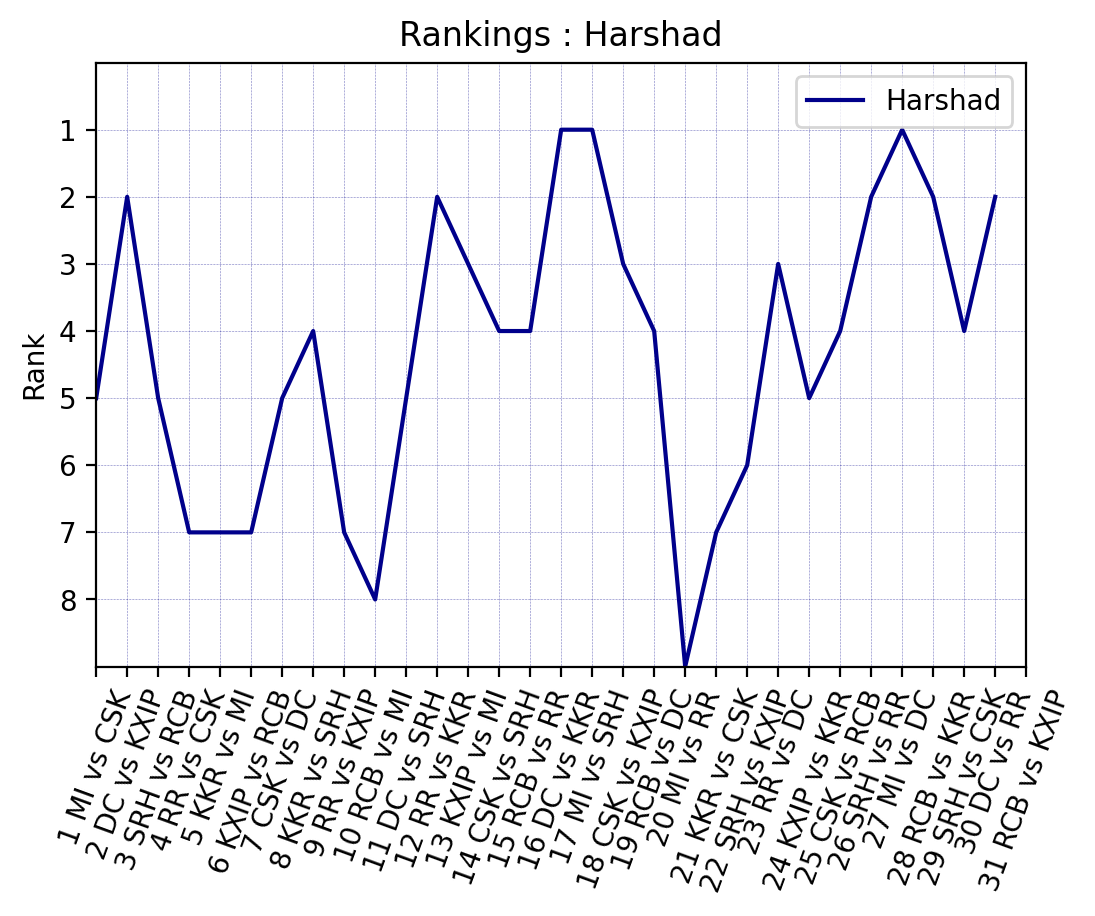 Rankings : Harshad
Harshad
Rank
1
2
3
4
5
6
7
8
1 MI vs CSK
2 DC vs KXIP
3 SRH vs RCB
4 RR vs CSK
5 KKR vs MI
6 KXIP vs RCB
7 CSK vs DC
8 KKR vs SRH
9 RR vs KXIP
10 RCB vs MI
11 DC vs SRH
12 RR vs KKR
13 KXIP vs MI
14 CSK vs SRH
15 RCB vs RR
16 DC vs KKR
17 MI vs SRH
18 CSK vs KXIP
19 RCB vs DC
20 MI vs RR
21 KKR vs CSK
22 SRH vs KXIP
23 RR vs DC
24 KXIP vs KKR
25 CSK vs RCB
26 SRH vs RR
27 MI vs DC
28 RCB vs KKR
29 SRH vs CSK
30 DC vs RR
31 RCB vs KXIP